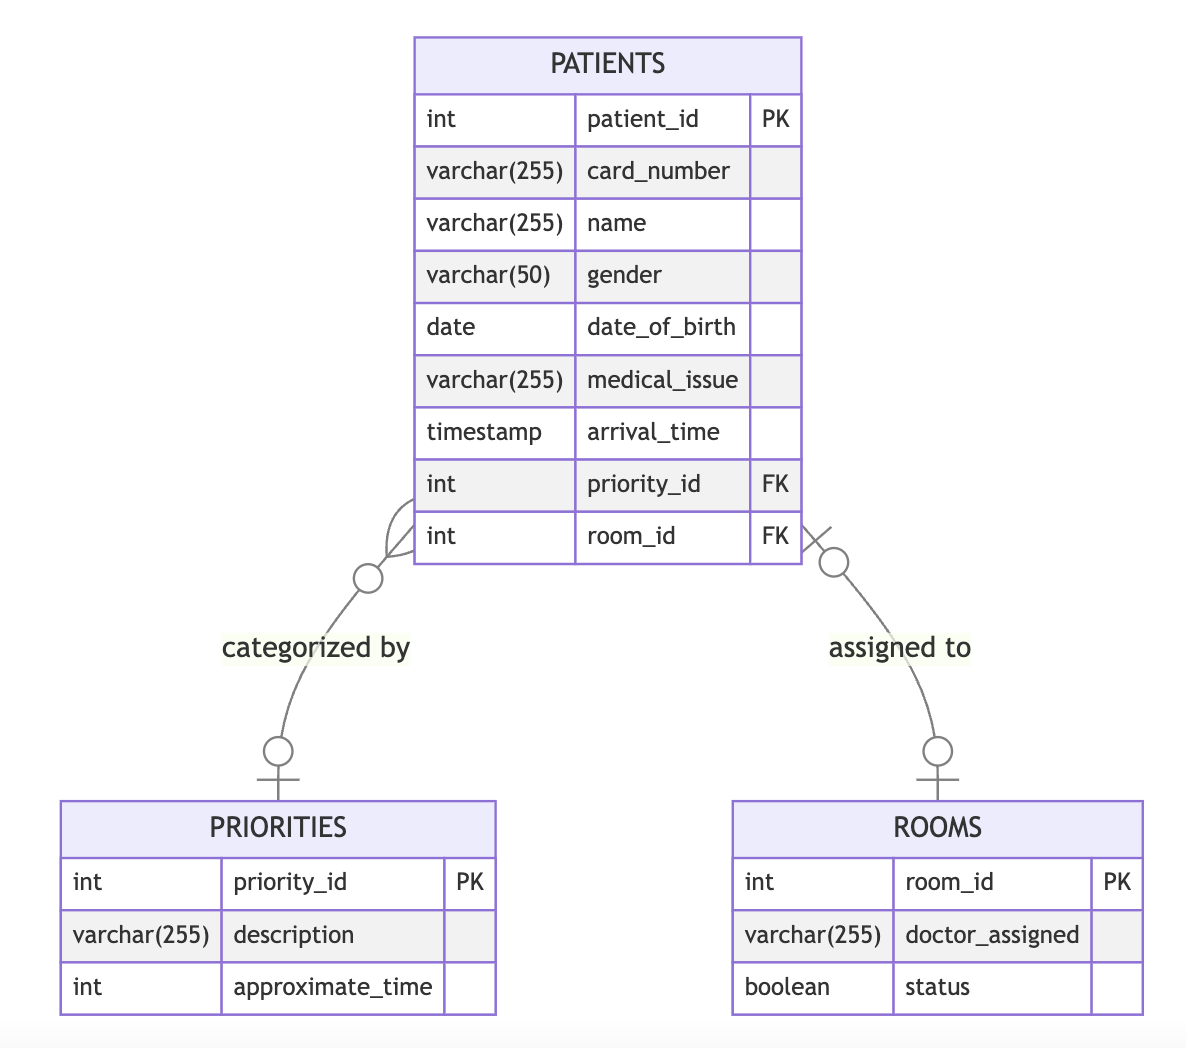 PATIENTS
int patient_id PK
varchar(255) card_number
varchar(255) name
varchar(50) gender
date date_of_birth
varchar(255) medical_issue
timestamp arrival_time
int priority_id FK
int room_id FK
categorized by
assigned to
PRIORITIES
int priority_id PK
varchar(255) description
int approximate_time
ROOMS
int room_id PK
varchar(255) doctor_assigned
boolean status